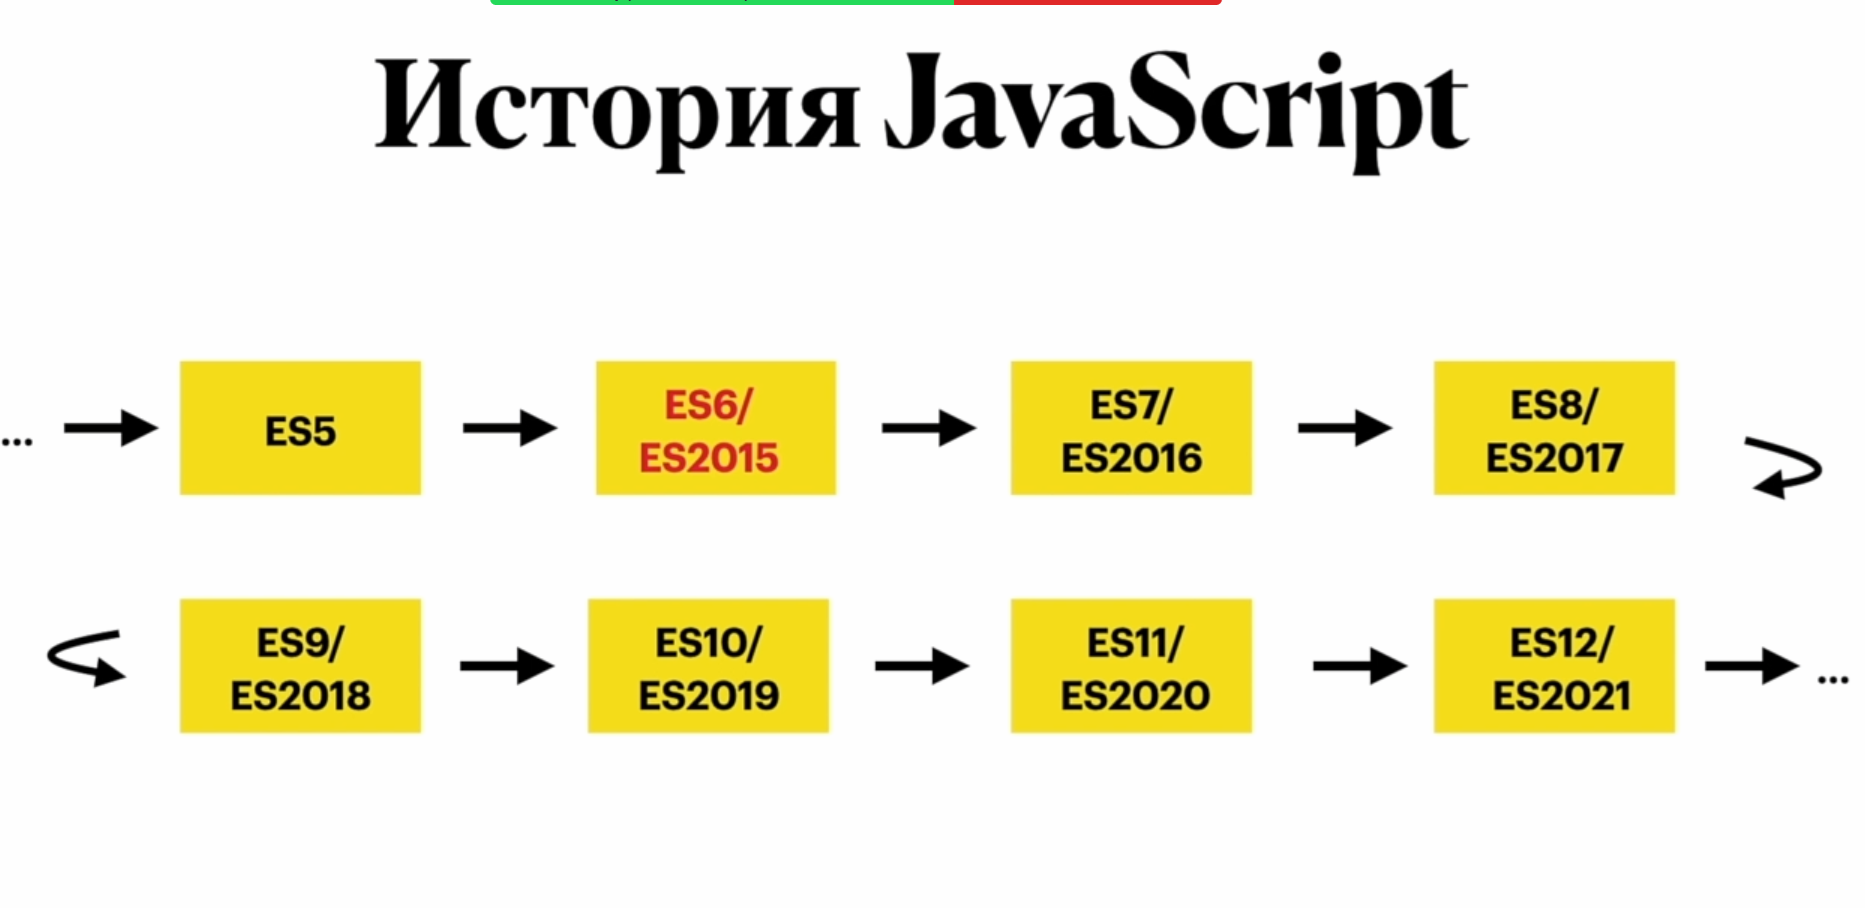 История JavaScript
...
ES5
ES6/
ES2015
ES7/
ES2016
ES8/
ES2017
ES9/
ES2018
ES10/
ES2019
ES11/
ES2020
ES12/
ES2021
...